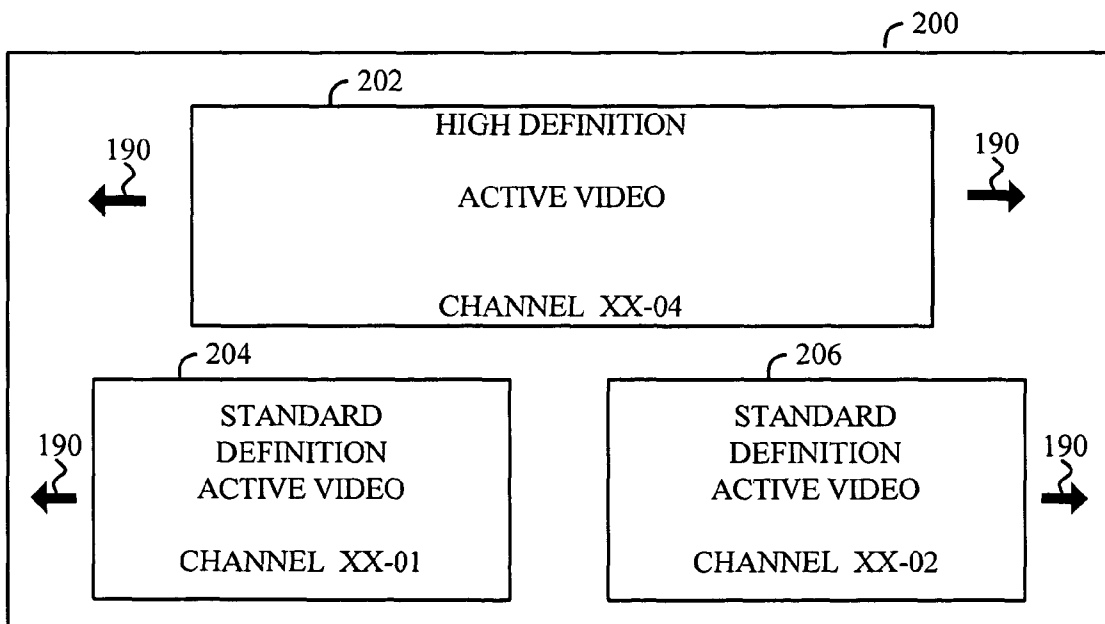 200
202
HIGH DEFINITION
190
190
ACTIVE VIDEO
CHANNEL XX-04
204
206
STANDARD
DEFINITION
ACTIVE VIDEO
CHANNEL XX-01
190
STANDARD
DEFINITION
ACTIVE VIDEO
CHANNEL XX-02
190